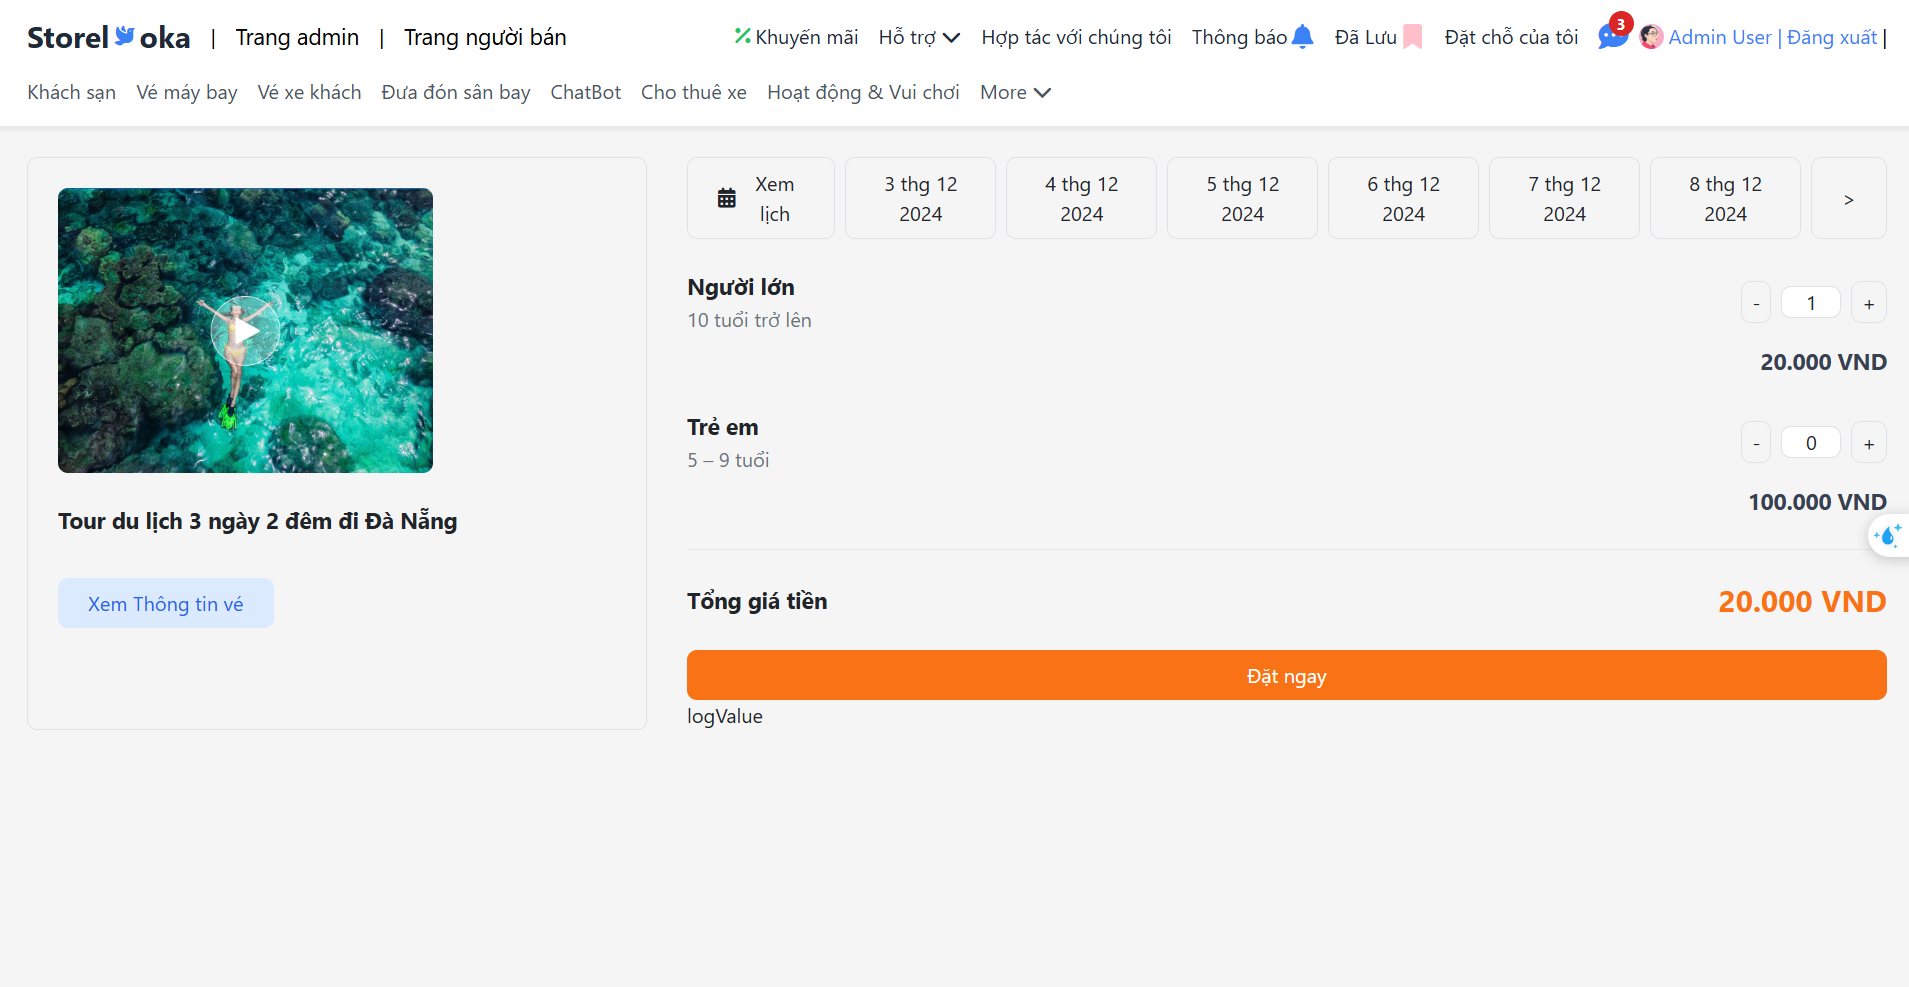 Storel oka | Trang admin | Trang người bán
Khuyến mãi Hỗ trợ Hợp tác với chúng tôi Thông báo Đã Lưu Đặt chỗ của tôi 3 Admin User | Đăng xuất |
Khách sạn Vé máy bay Vé xe khách Đưa đón sân bay ChatBot Cho thuê xe Hoạt động & Vui chơi More
Tour du lịch 3 ngày 2 đêm đi Đà Nẵng
Xem Thông tin vé
Xem
lịch
3 thg 12
2024
4 thg 12
2024
5 thg 12
2024
6 thg 12
2024
7 thg 12
2024
8 thg 12
2024
>
Người lớn
10 tuổi trở lên
- 1 +
20.000 VND
Trẻ em
5 – 9 tuổi
- 0 +
100.000 VND
Tổng giá tiền 20.000 VND
Đặt ngay
logValue